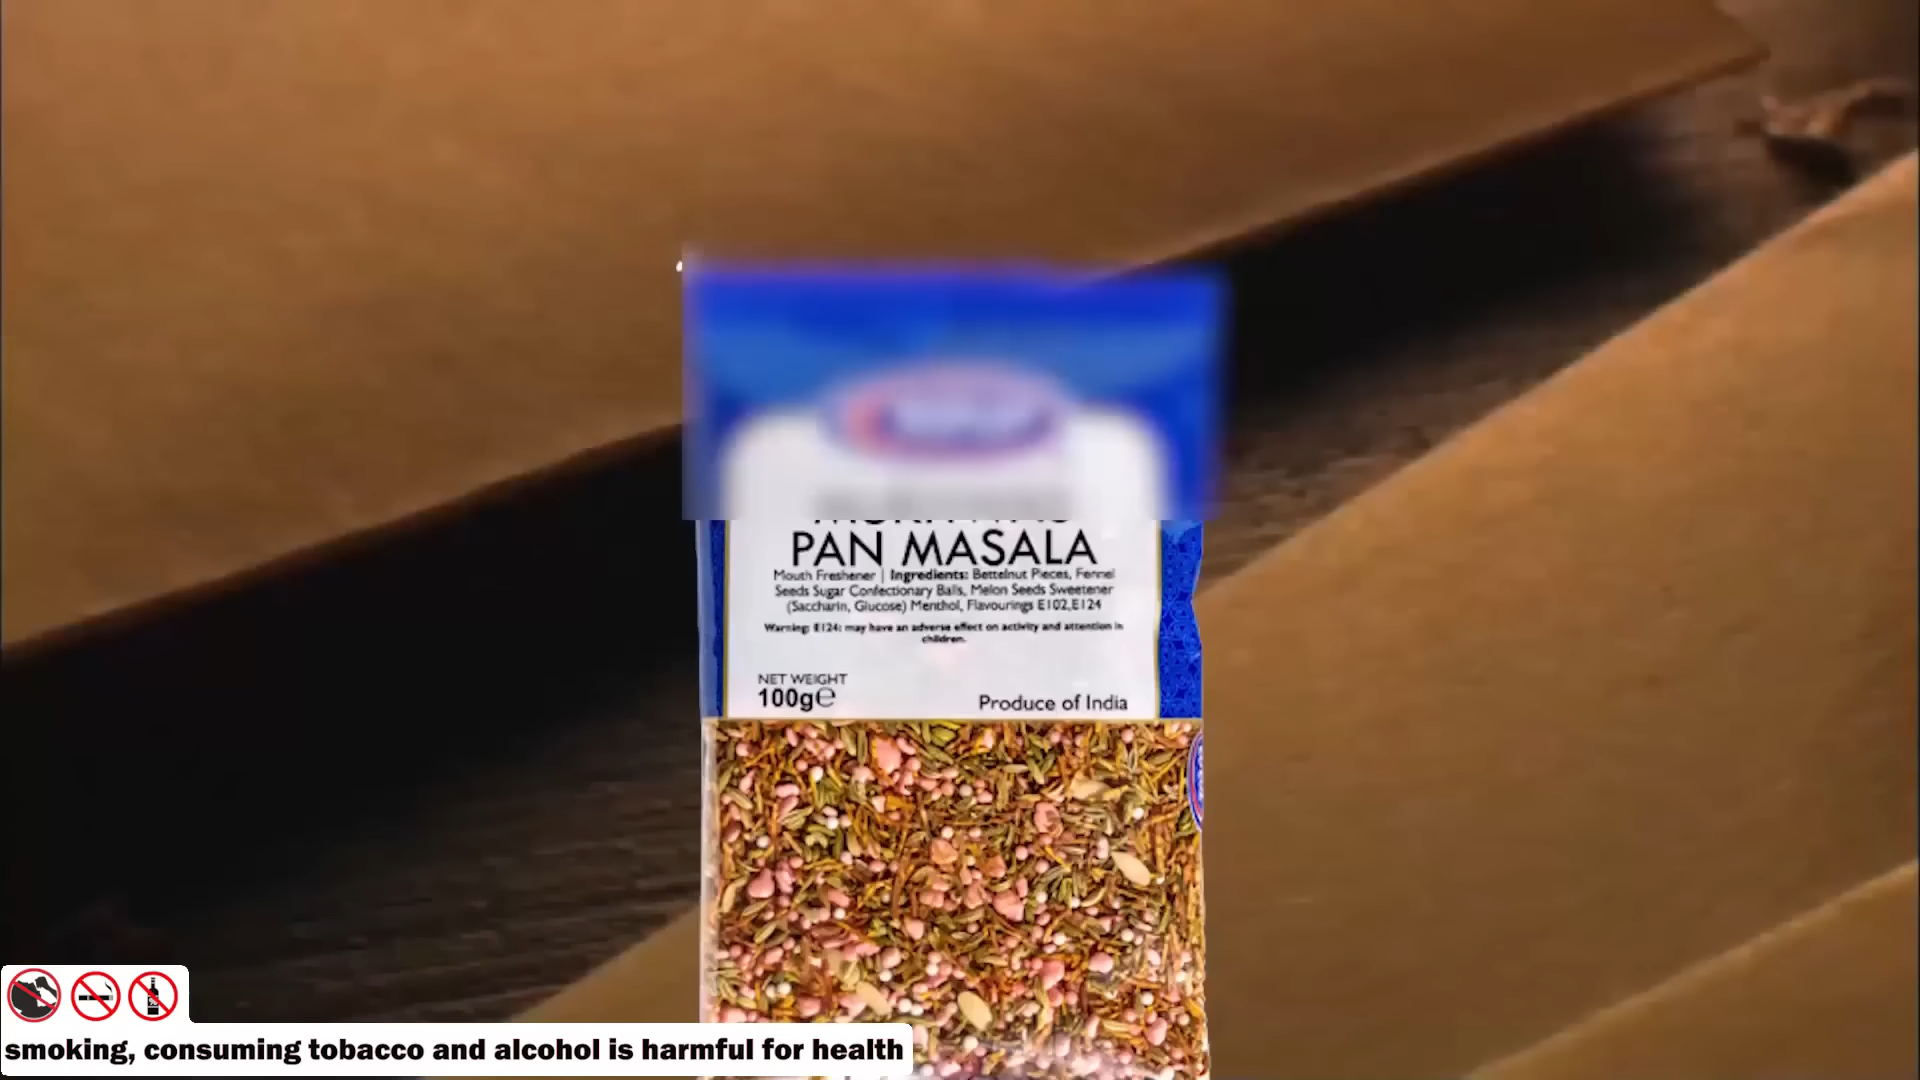 PAN MASALA
Mouth Freshener | Ingredients: Bettelnut Pieces, Fennel
Seeds Sugar Confectionary Balls, Melon Seeds Sweetener
(Saccharin, Glucose) Menthol, Flavourings E102,E124
Warning: E124: may have an adverse effect on activity and attention in
children.
NET WEIGHT
100g℮
Produce of India
smoking, consuming tobacco and alcohol is harmful for health